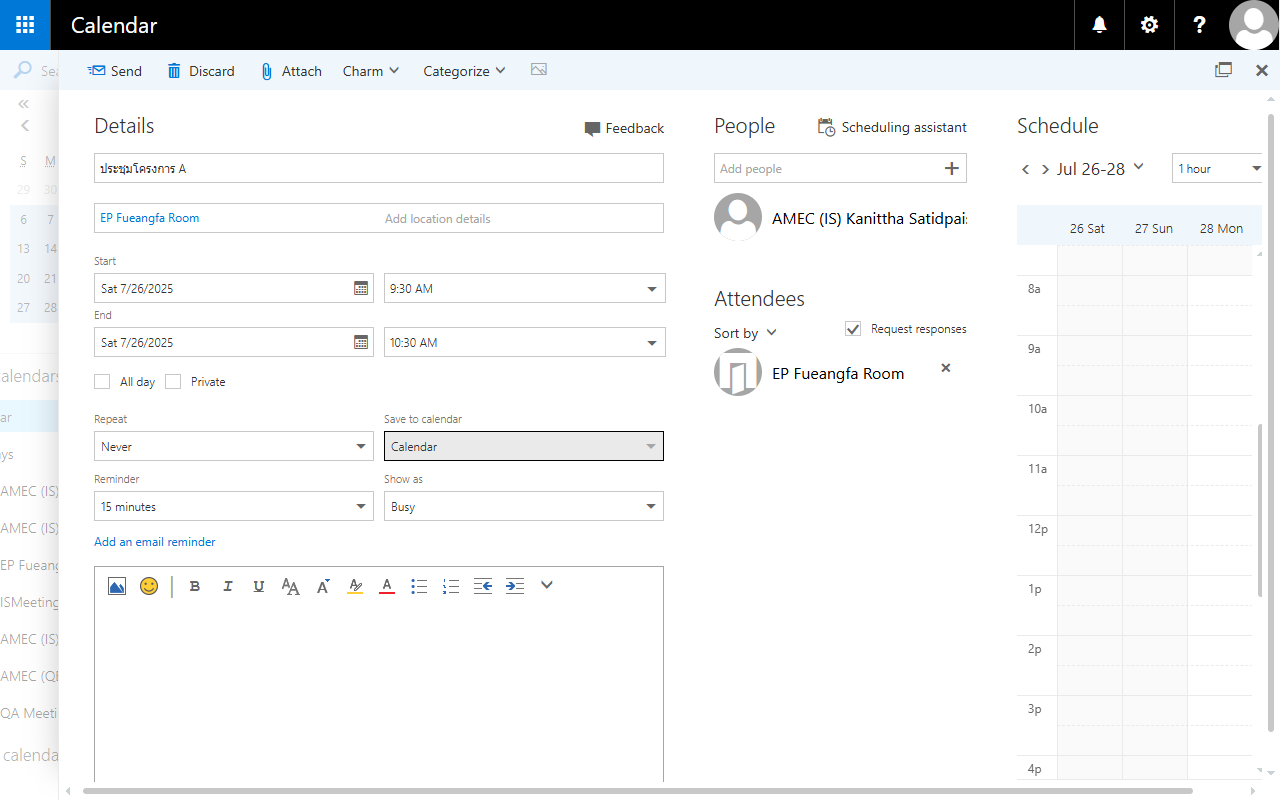 Calendar
Send
Discard
Attach
Charm
Categorize
Details
Feedback
ประชุมโครงการ A
EP Fueangfa Room
Add location details
Start
Sat 7/26/2025
9:30 AM
End
Sat 7/26/2025
10:30 AM
All day
Private
Repeat
Never
Save to calendar
Calendar
Reminder
15 minutes
Show as
Busy
Add an email reminder
B I U
People
Scheduling assistant
Add people
AMEC (IS) Kanittha Satidpais
Attendees
Sort by
Request responses
EP Fueangfa Room
Schedule
Jul 26-28
1 hour
26 Sat 27 Sun 28 Mon
8a
9a
10a
11a
12p
1p
2p
3p
4p
Sea
S M
29 30
6 7
13 14
20 21
27 28
calendars
ar
ays
AMEC (IS)
AMEC (IS)
EP Fueang
ISMeeting
AMEC (IS)
AMEC (QE
QA Meeti
calenda